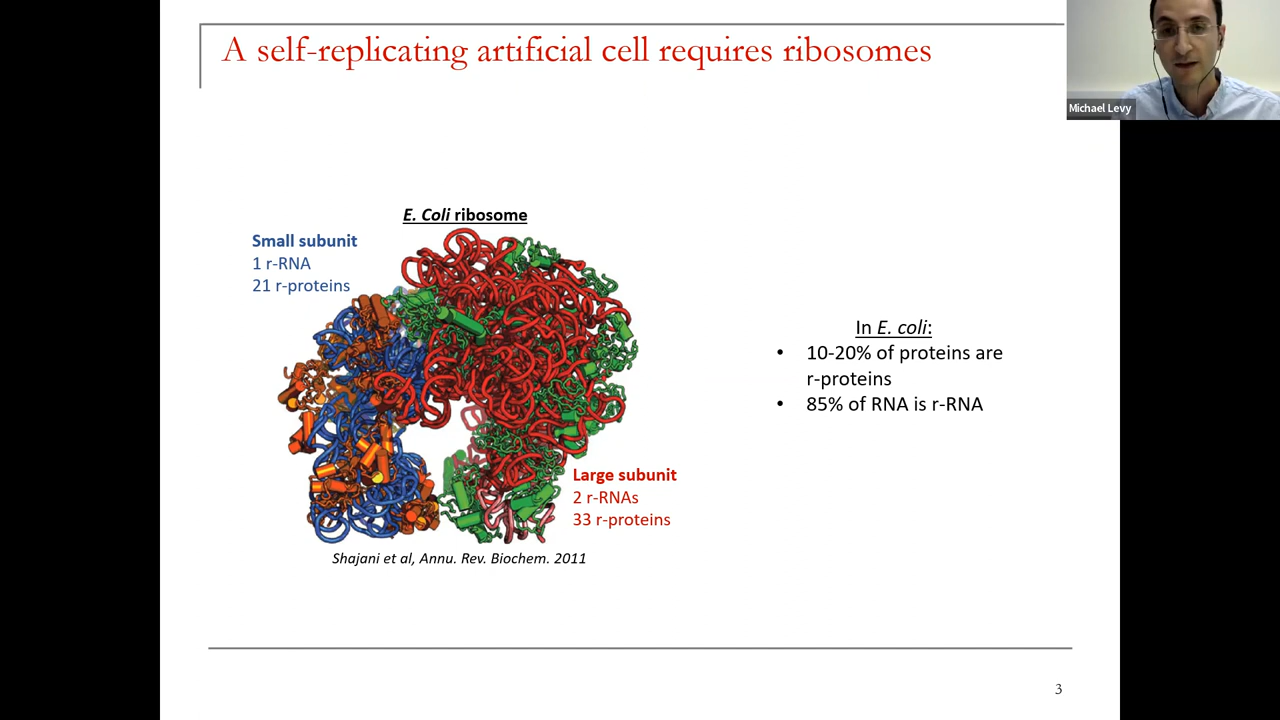 A self-replicating artificial cell requires ribosomes
Michael Levy
E. Coli ribosome
Small subunit
1 r-RNA
21 r-proteins
In E. coli:
• 10-20% of proteins are
r-proteins
• 85% of RNA is r-RNA
Large subunit
2 r-RNAs
33 r-proteins
Shajani et al, Annu. Rev. Biochem. 2011
3